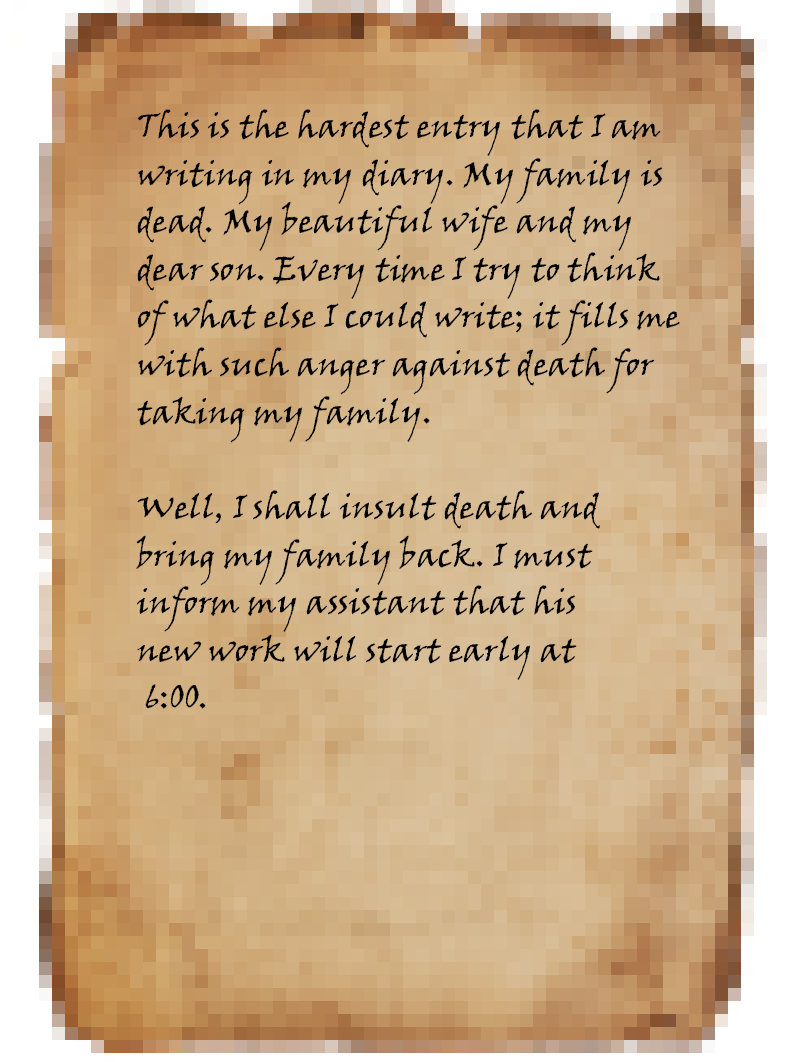 This is the hardest entry that I am
writing in my diary. My family is
dead. My beautiful wife and my
dear son. Every time I try to think
of what else I could write; it fills me
with such anger against death for
taking my family.
Well, I shall insult death and
bring my family back. I must
inform my assistant that his
new work will start early at
6:00.